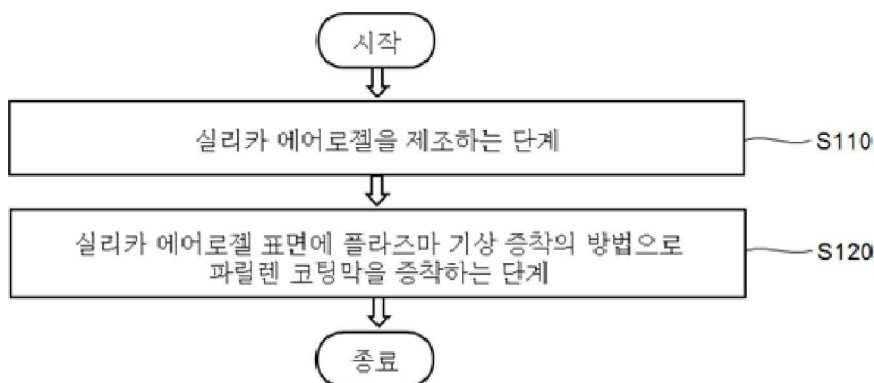 시작
실리카 에어로젤을 제조하는 단계
S110
실리카 에어로젤 표면에 플라즈마 기상 증착의 방법으로
파릴렌 코팅막을 증착하는 단계
S120
종료